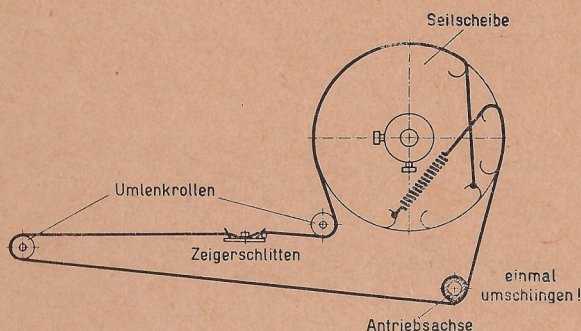 Seilscheibe
Umlenkrollen
Zeigerschlitten
einmal
umschlingen!
Antriebsachse